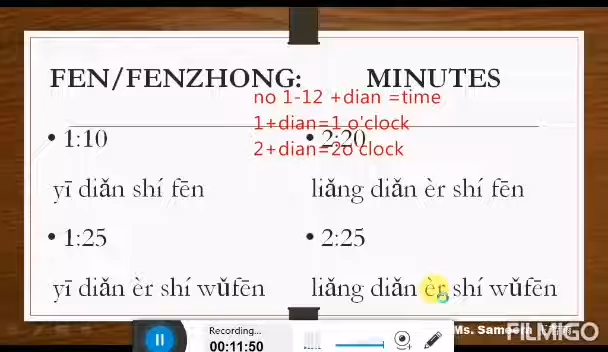 FEN/FENZHONG: MINUTES
no 1-12 +dian =time
1+dian=1 o'clock
2+dian=2o'clock
• 1:10
• 2:20
yī diǎn shí fēn
liǎng diǎn èr shí fēn
• 1:25
• 2:25
yī diǎn èr shí wǔfēn
liǎng diǎn èr shí wǔfēn
Recording...
00:11:50
Ms. Sameera
FILMIGO